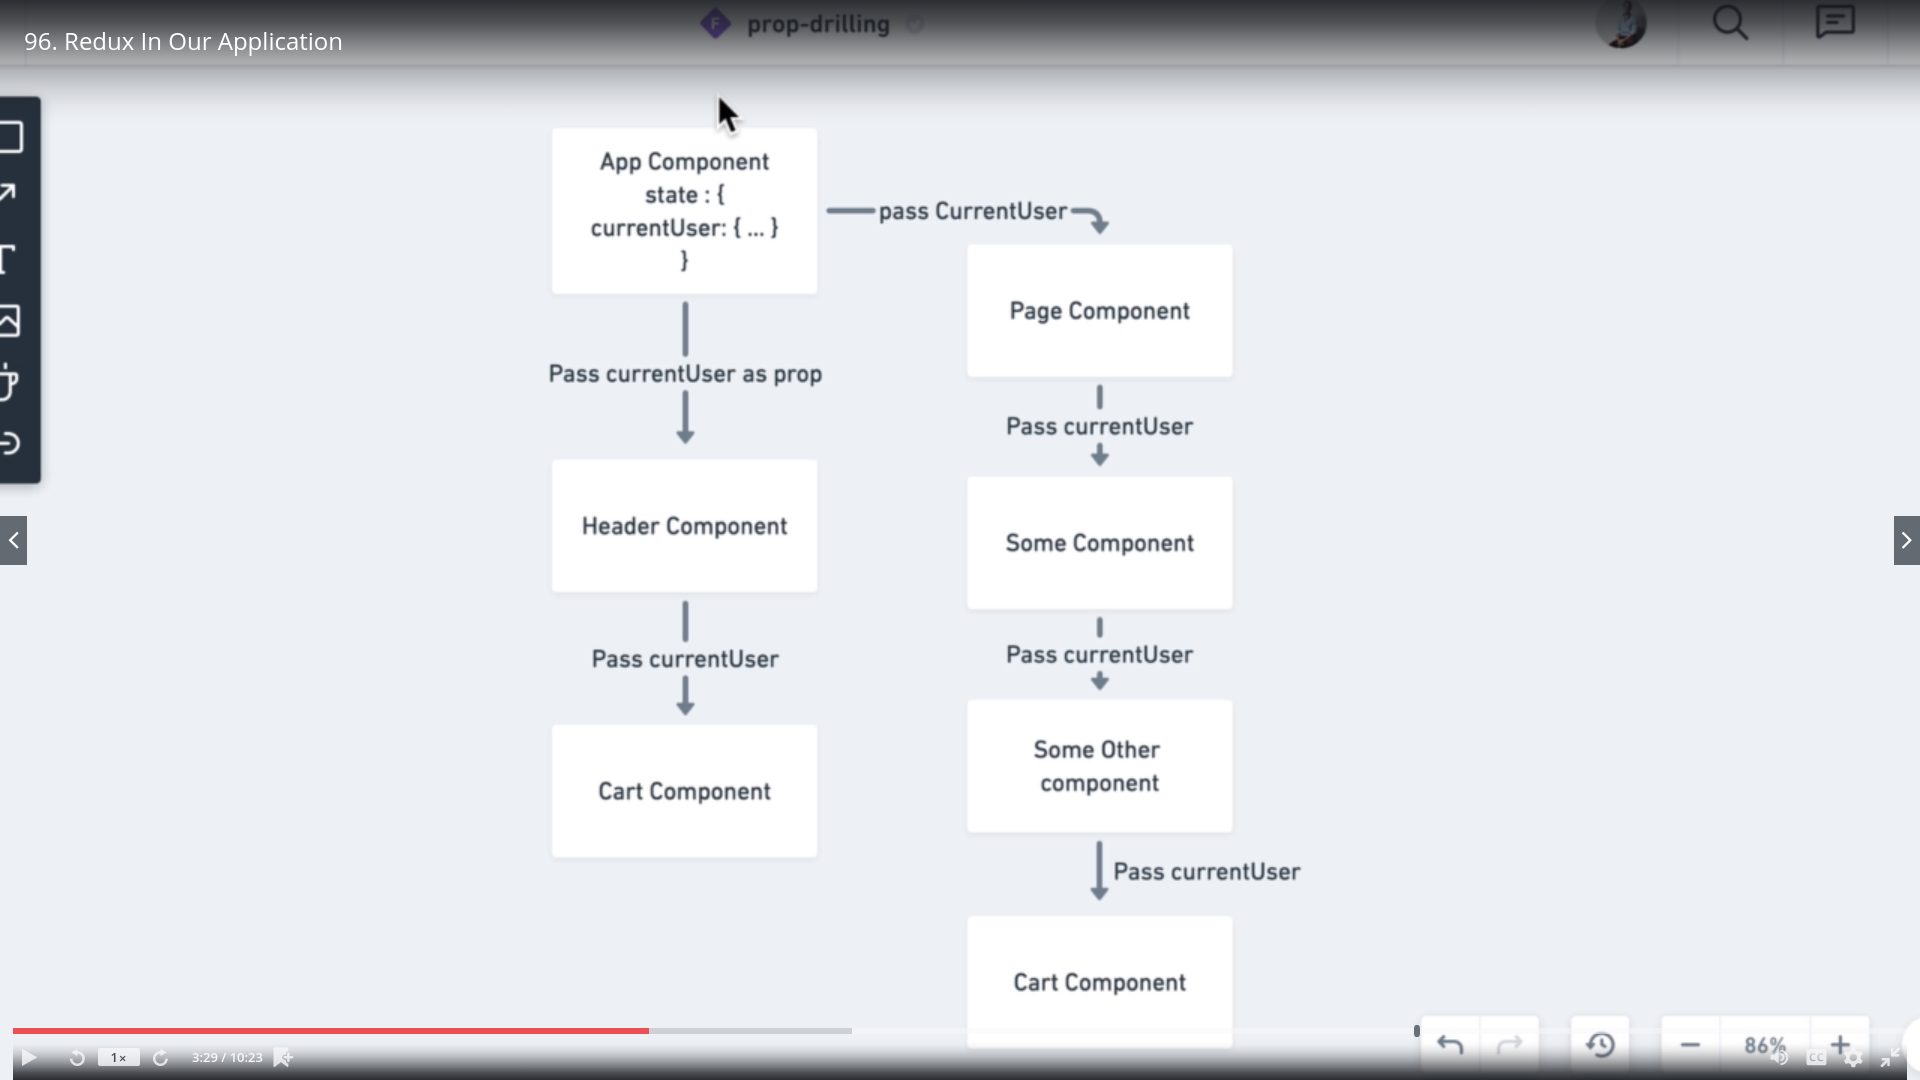 96. Redux In Our Application
F
prop-drilling
App Component
state : {
currentUser: { ... }
}
pass CurrentUser
Page Component
Pass currentUser as prop
Pass currentUser
Header Component
Some Component
Pass currentUser
Pass currentUser
Cart Component
Some Other
component
Pass currentUser
Cart Component
1×
3:29 / 10:23
86%
CC